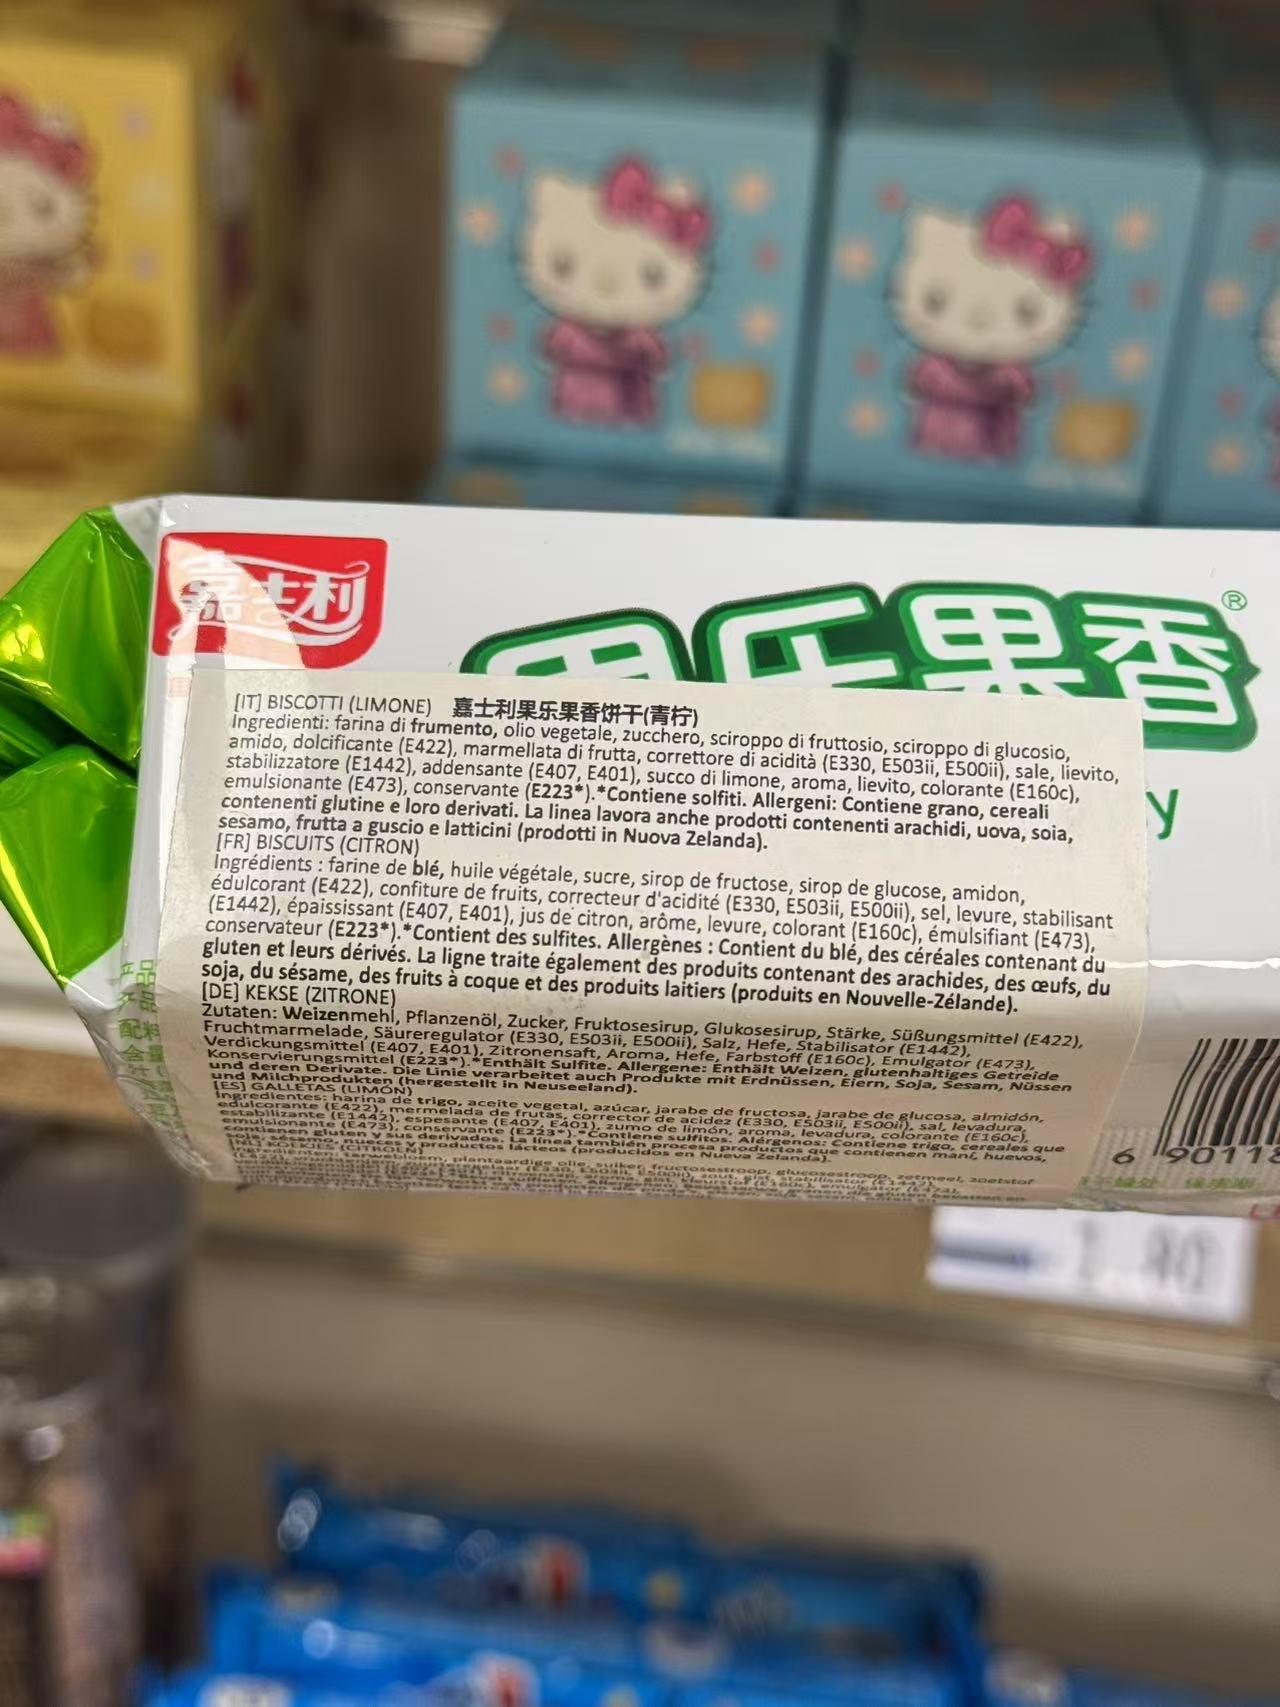 嘉士利
果乐果香®
[IT] BISCOTTI (LIMONE) 嘉士利果乐果香饼干(青柠)
Ingredienti: farina di frumento, olio vegetale, zucchero, sciroppo di fruttosio, sciroppo di glucosio,
amido, dolcificante (E422), marmellata di frutta, correttore di acidità (E330, E503ii, E500ii), sale, lievito,
stabilizzatore (E1442), addensante (E407, E401), succo di limone, aroma, lievito, colorante (E160c),
emulsionante (E473), conservante (E223*).*Contiene solfiti. Allergeni: Contiene grano, cereali
contenenti glutine e loro derivati. La linea lavora anche prodotti contenenti arachidi, uova, soia,
sesamo, frutta a guscio e latticini (prodotti in Nuova Zelanda).
[FR] BISCUITS (CITRON)
Ingrédients : farine de blé, huile végétale, sucre, sirop de fructose, sirop de glucose, amidon,
édulcorant (E422), confiture de fruits, correcteur d'acidité (E330, E503ii, E500ii), sel, levure, stabilisant
(E1442), épaississant (E407, E401), jus de citron, arôme, levure, colorant (E160c), émulsifiant (E473),
conservateur (E223*).*Contient des sulfites. Allergènes : Contient du blé, des céréales contenant du
gluten et leurs dérivés. La ligne traite également des produits contenant des arachides, des œufs, du
soja, du sésame, des fruits à coque et des produits laitiers (produits en Nouvelle-Zélande).
[DE] KEKSE (ZITRONE)
Zutaten: Weizenmehl, Pflanzenöl, Zucker, Fruktosesirup, Glukosesirup, Stärke, Süßungsmittel (E422),
Fruchtmarmelade, Säureregulator (E330, E503ii, E500ii), Salz, Hefe, Stabilisator (E1442),
Verdickungsmittel (E407, E401), Zitronensaft, Aroma, Hefe, Farbstoff (E160c), Emulgator (E473),
Konservierungsmittel (E223*).*Enthält Sulfite. Allergene: Enthält Weizen, glutenhaltiges Getreide
und deren Derivate. Die Linie verarbeitet auch Produkte mit Erdnüssen, Eiern, Soja, Sesam, Nüssen
und Milchprodukten (hergestellt in Neuseeland).
[ES] GALLETAS (LIMÓN)
Ingredientes: harina de trigo, aceite vegetal, azúcar, jarabe de fructosa, jarabe de glucosa, almidón,
edulcorante (E422), mermelada de frutas, corrector de acidez (E330, E503ii, E500ii), sal, levadura,
estabilizante (E1442), espesante (E407, E401), zumo de limón, aroma, levadura, colorante (E160c),
emulsionante (E473), conservante (E223*).*Contiene sulfitos. Alérgenos: Contiene trigo, cereales que
contienen gluten y sus derivados. La línea también procesa productos que contienen maní, huevos,
soja, sésamo, nueces y productos lácteos (producidos en Nueva Zelanda).
[NL] KOEKJES (CITROEN)
plantaardige olie, suiker, fructosestroop, glucosestroop, zetmeel, zoetstof
y
产品
配料
6 90118